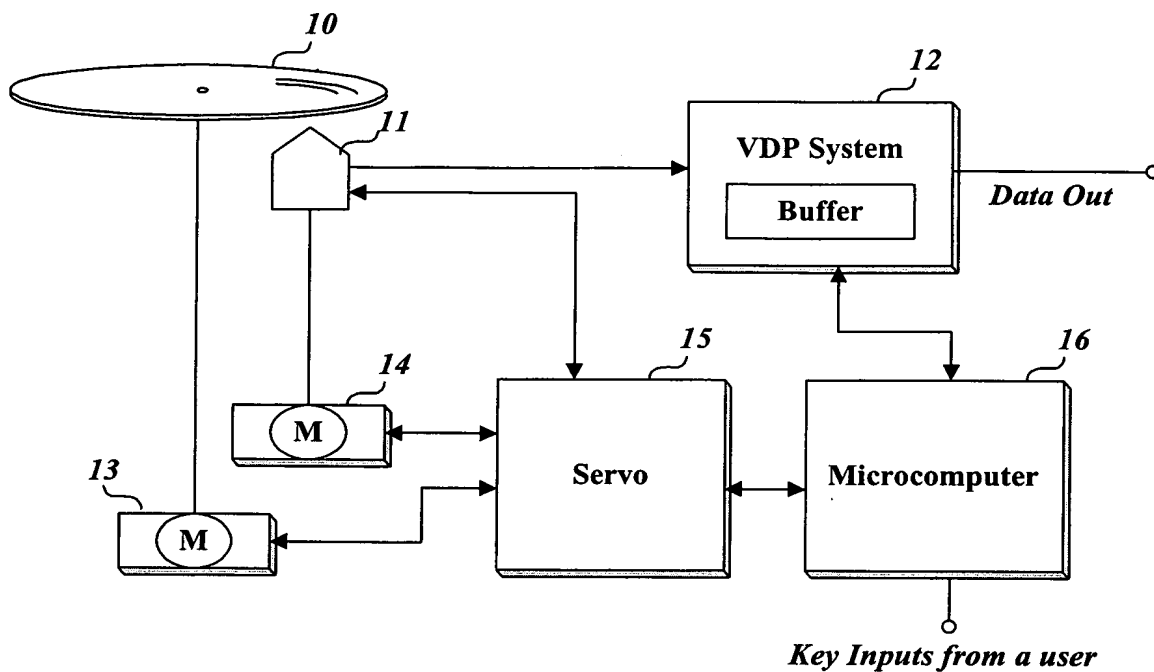 10
12
11
VDP System
Buffer
Data Out
15
16
14
M
Servo
Microcomputer
13
M
Key Inputs from a user